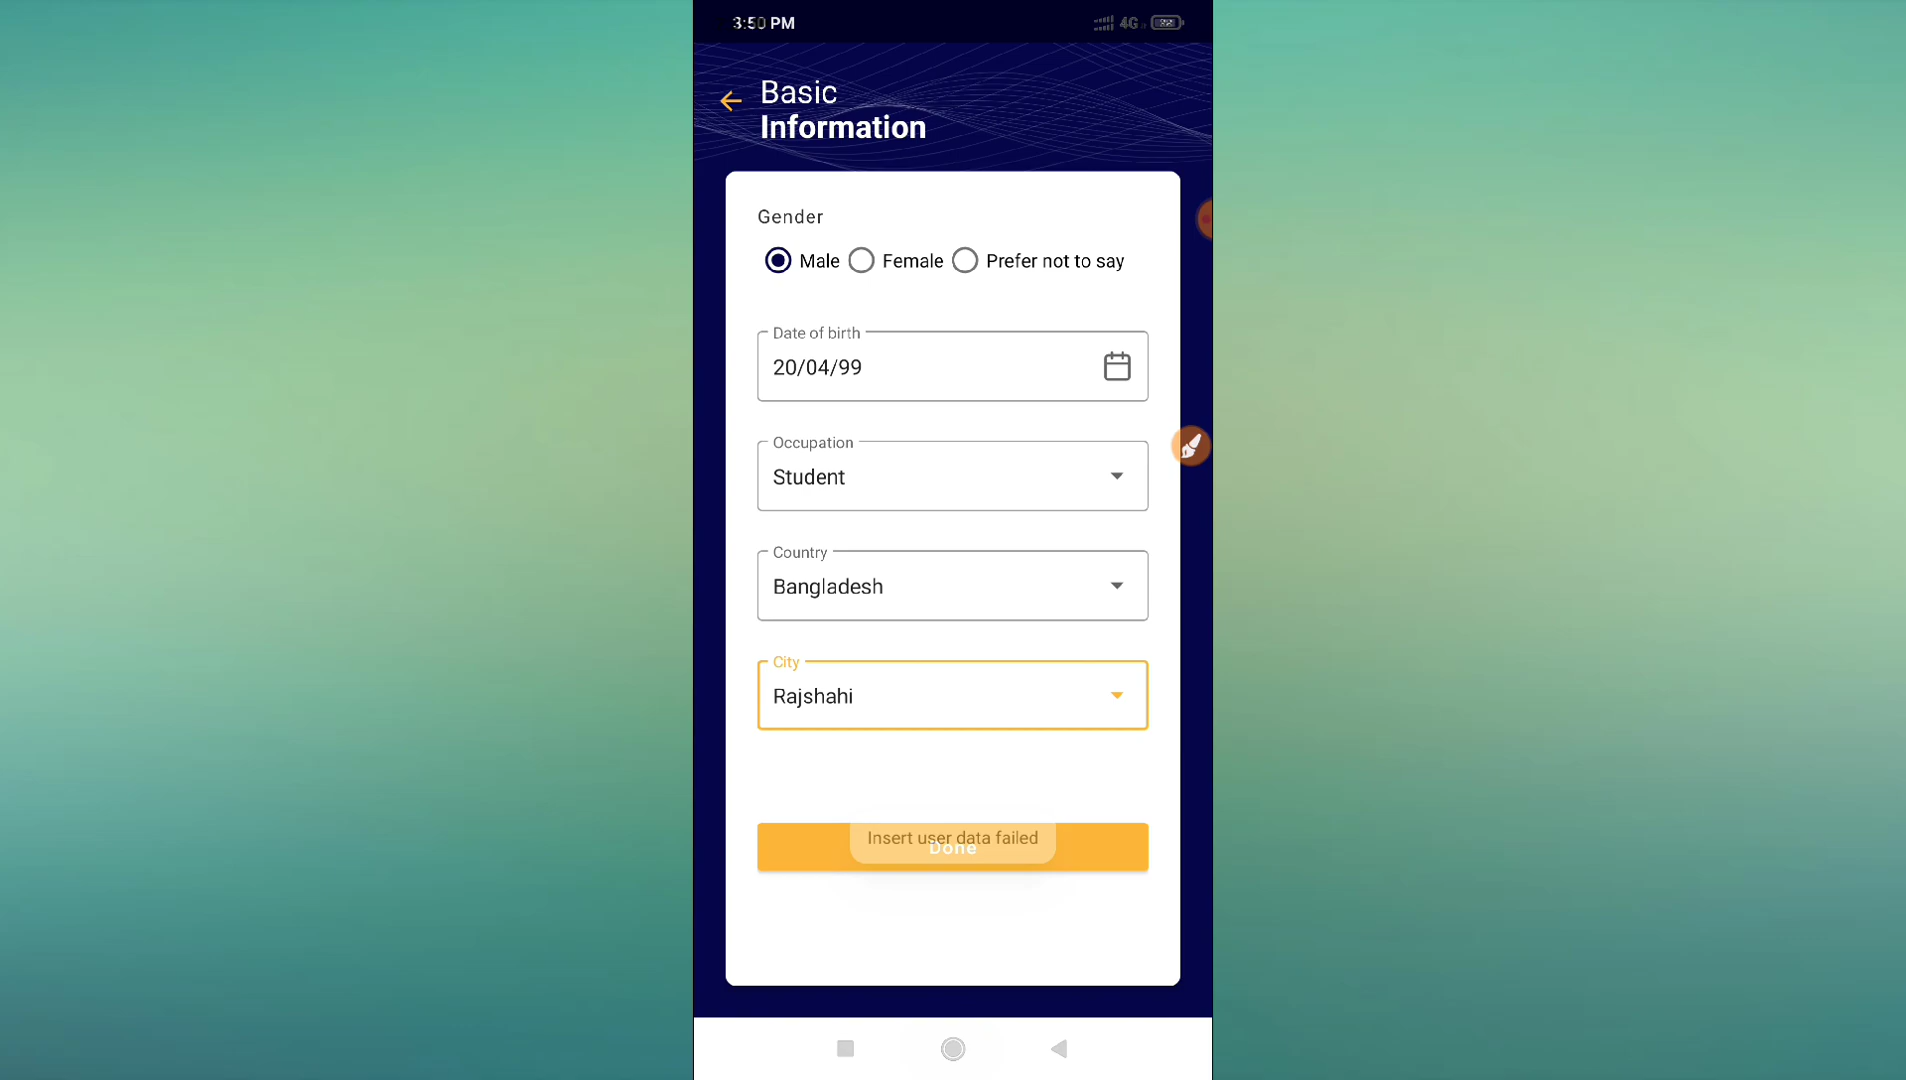 3:50 PM
4G
Basic
Information
Gender
Male Female Prefer not to say
Date of birth
20/04/99
Occupation
Student
Country
Bangladesh
City
Rajshahi
Insert user data failed
Done